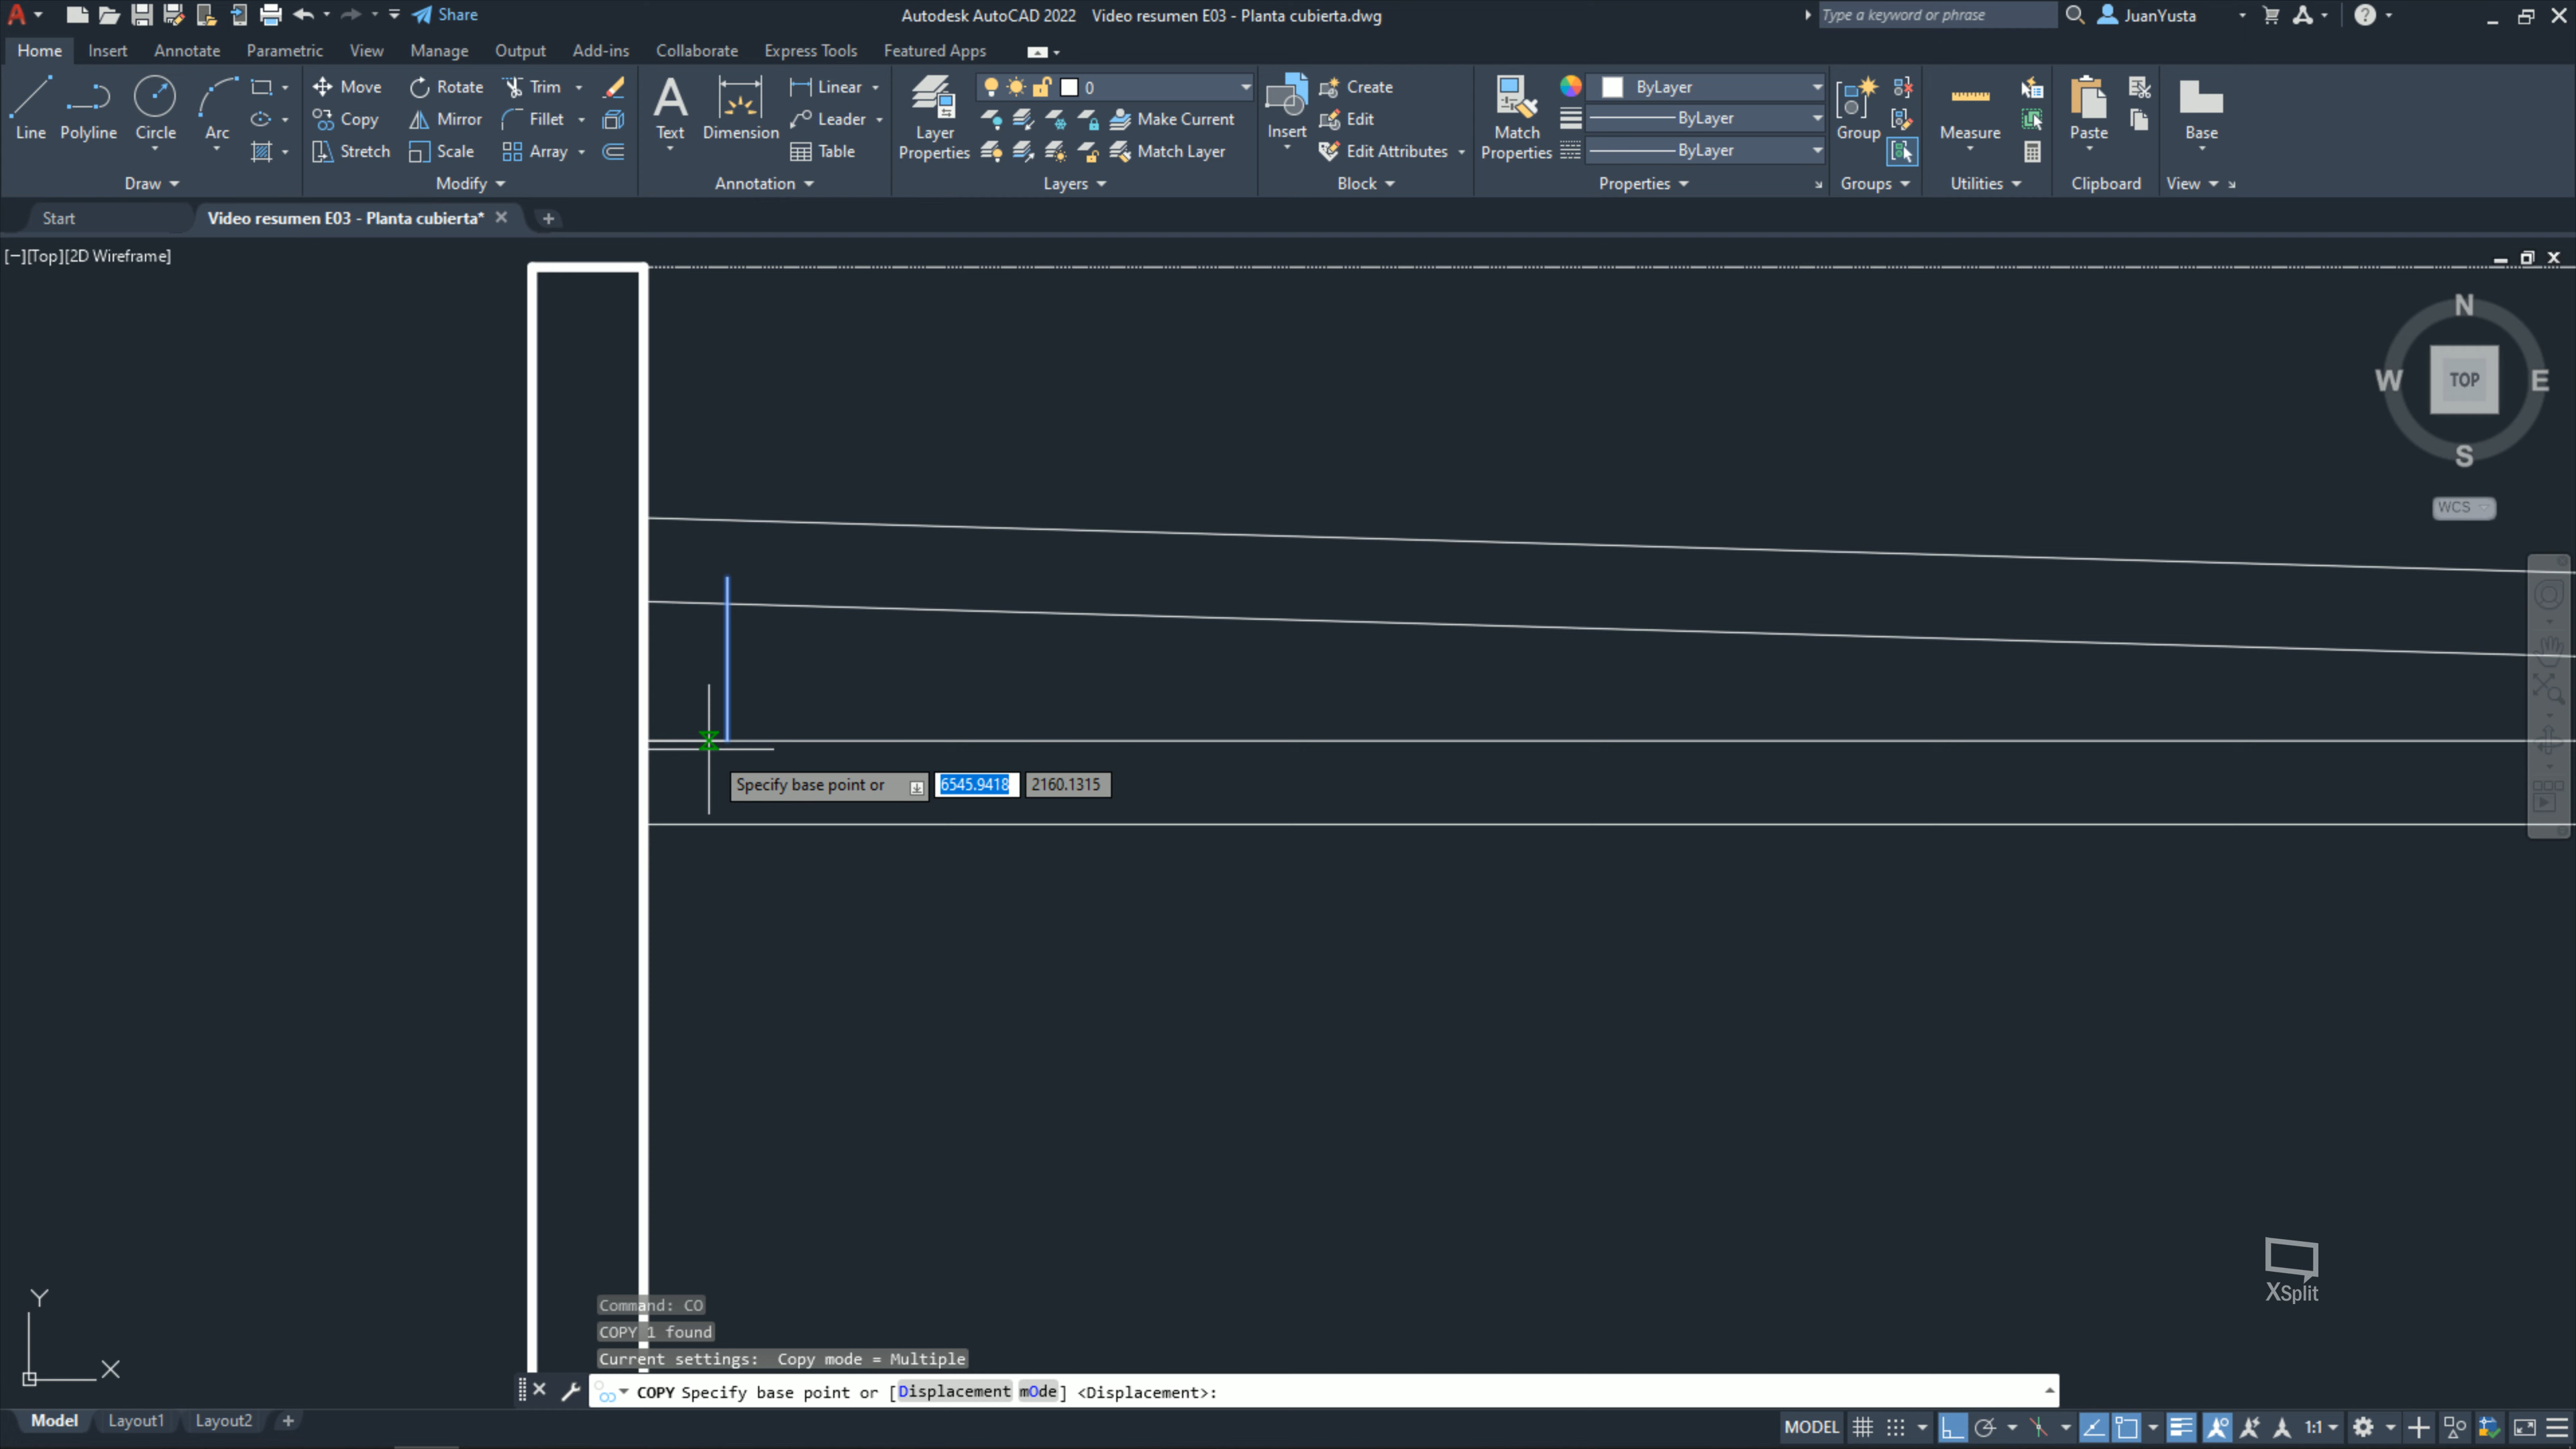 Share
Autodesk AutoCAD 2022 Video resumen E03 - Planta cubierta.dwg
Type a keyword or phrase
JuanYusta
Home Insert Annotate Parametric View Manage Output Add-ins Collaborate Express Tools Featured Apps
Line Polyline Circle Arc
Draw
Move Rotate Trim
Copy Mirror Fillet
Stretch Scale Array
Modify
Text Dimension
Linear
Leader
Table
Annotation
Layer Properties
0
Make Current
Match Layer
Layers
Insert
Create
Edit
Edit Attributes
Block
Match Properties
ByLayer
ByLayer
ByLayer
Properties
Group
Groups
Measure
Utilities
Paste
Clipboard
Base
View
Start
Video resumen E03 - Planta cubierta*
[−][Top][2D Wireframe]
N
W TOP E
S
WCS
Specify base point or 6545.9418 2160.1315
XSplit
Y
X
Command: CO
COPY 1 found
Current settings: Copy mode = Multiple
COPY Specify base point or [Displacement mOde] <Displacement>:
Model Layout1 Layout2 +
MODEL 1:1